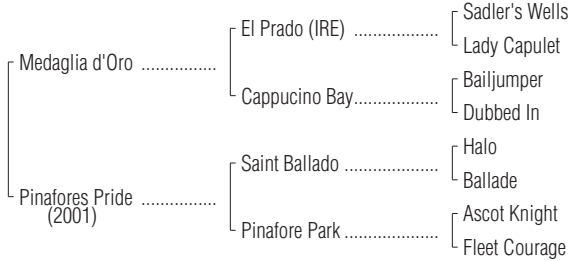 Sadler's Wells
El Prado (IRE) ..................
Lady Capulet
Medaglia d'Oro ................
Bailjumper
Cappucino Bay..................
Dubbed In
Halo
Saint Ballado ....................
Ballade
Pinafores Pride ................
(2001)
Ascot Knight
Pinafore Park ....................
Fleet Courage